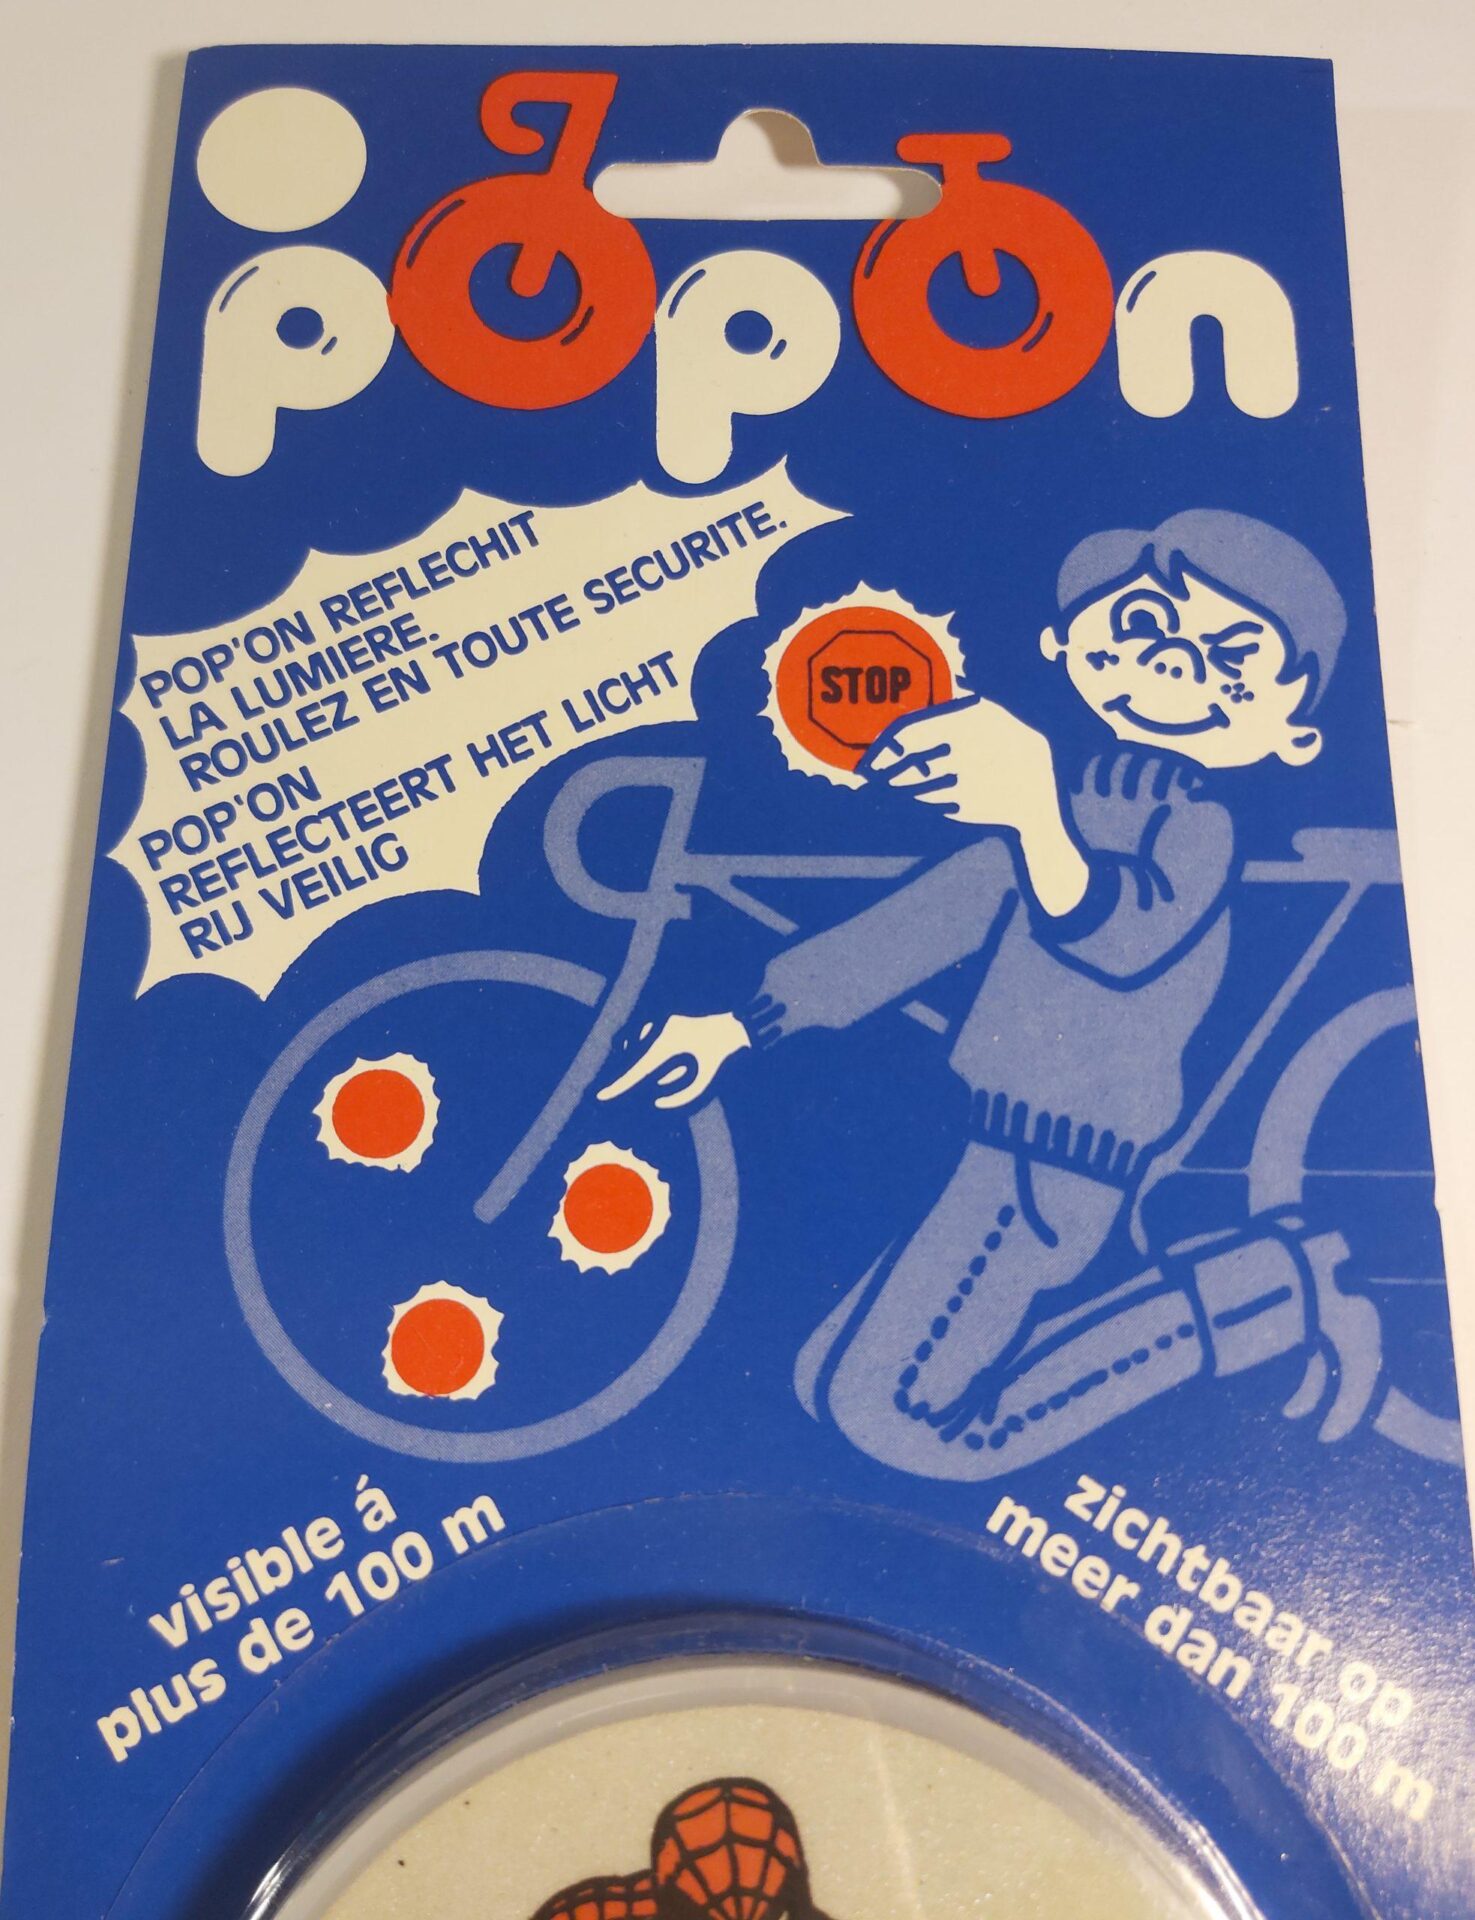 popon
POP'ON REFLECHIT
LA LUMIERE.
ROULEZ EN TOUTE SECURITE.
POP'ON
REFLECTEERT HET LICHT
RIJ VEILIG
STOP
visible á
plus de 100 m
zichtbaar op
meer dan 100 m